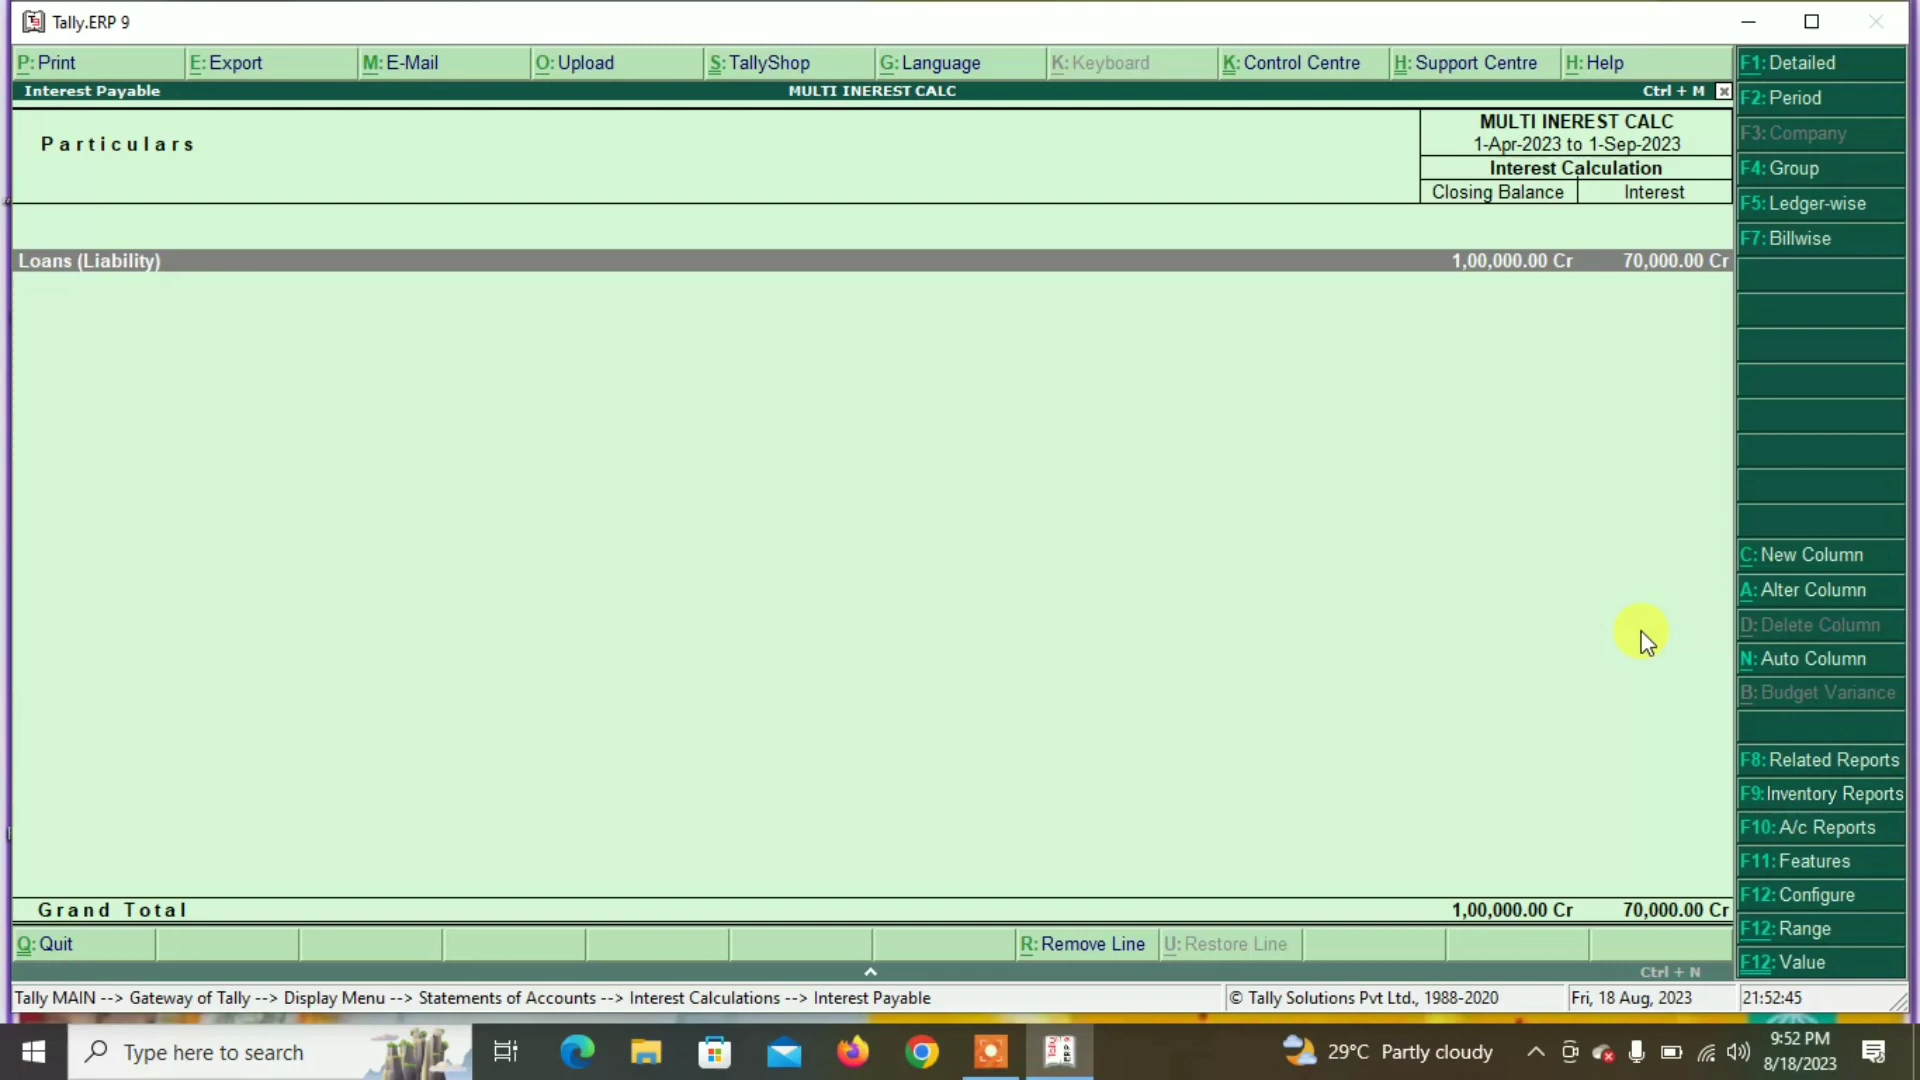 Tally.ERP 9
P: Print E: Export M: E-Mail O: Upload S: TallyShop G: Language K: Keyboard K: Control Centre H: Support Centre H: Help
Interest Payable MULTI INEREST CALC Ctrl + M
Particulars
MULTI INEREST CALC
1-Apr-2023 to 1-Sep-2023
Interest Calculation
Closing Balance Interest
Loans (Liability) 1,00,000.00 Cr 70,000.00 Cr
Grand Total 1,00,000.00 Cr 70,000.00 Cr
Q: Quit R: Remove Line U: Restore Line
Ctrl + N
F1: Detailed
F2: Period
F3: Company
F4: Group
F5: Ledger-wise
F7: Billwise
C: New Column
A: Alter Column
D: Delete Column
N: Auto Column
B: Budget Variance
F8: Related Reports
F9: Inventory Reports
F10: A/c Reports
F11: Features
F12: Configure
F12: Range
F12: Value
Tally MAIN --> Gateway of Tally --> Display Menu --> Statements of Accounts --> Interest Calculations --> Interest Payable © Tally Solutions Pvt Ltd., 1988-2020 Fri, 18 Aug, 2023 21:52:45
Type here to search 29°C Partly cloudy 9:52 PM
8/18/2023